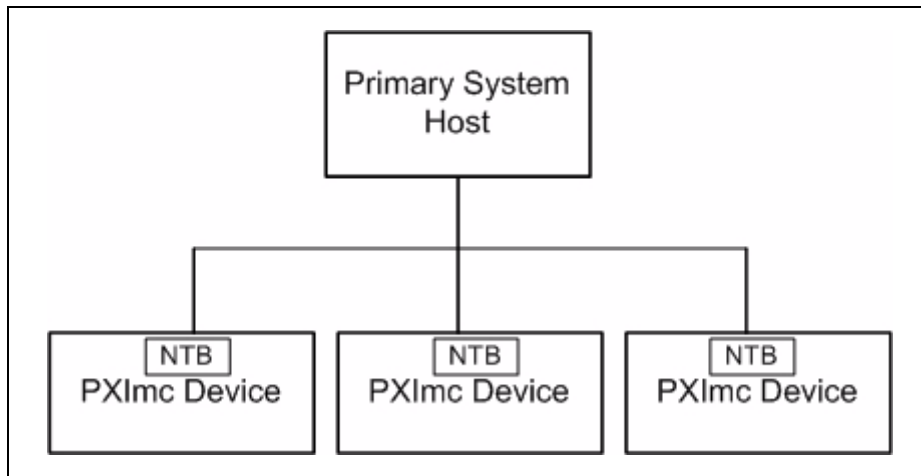 Primary System
Host
NTB
PXImc Device
NTB
PXImc Device
NTB
PXImc Device